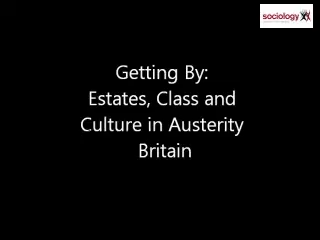 sociology
Getting By:
Estates, Class and
Culture in Austerity
Britain